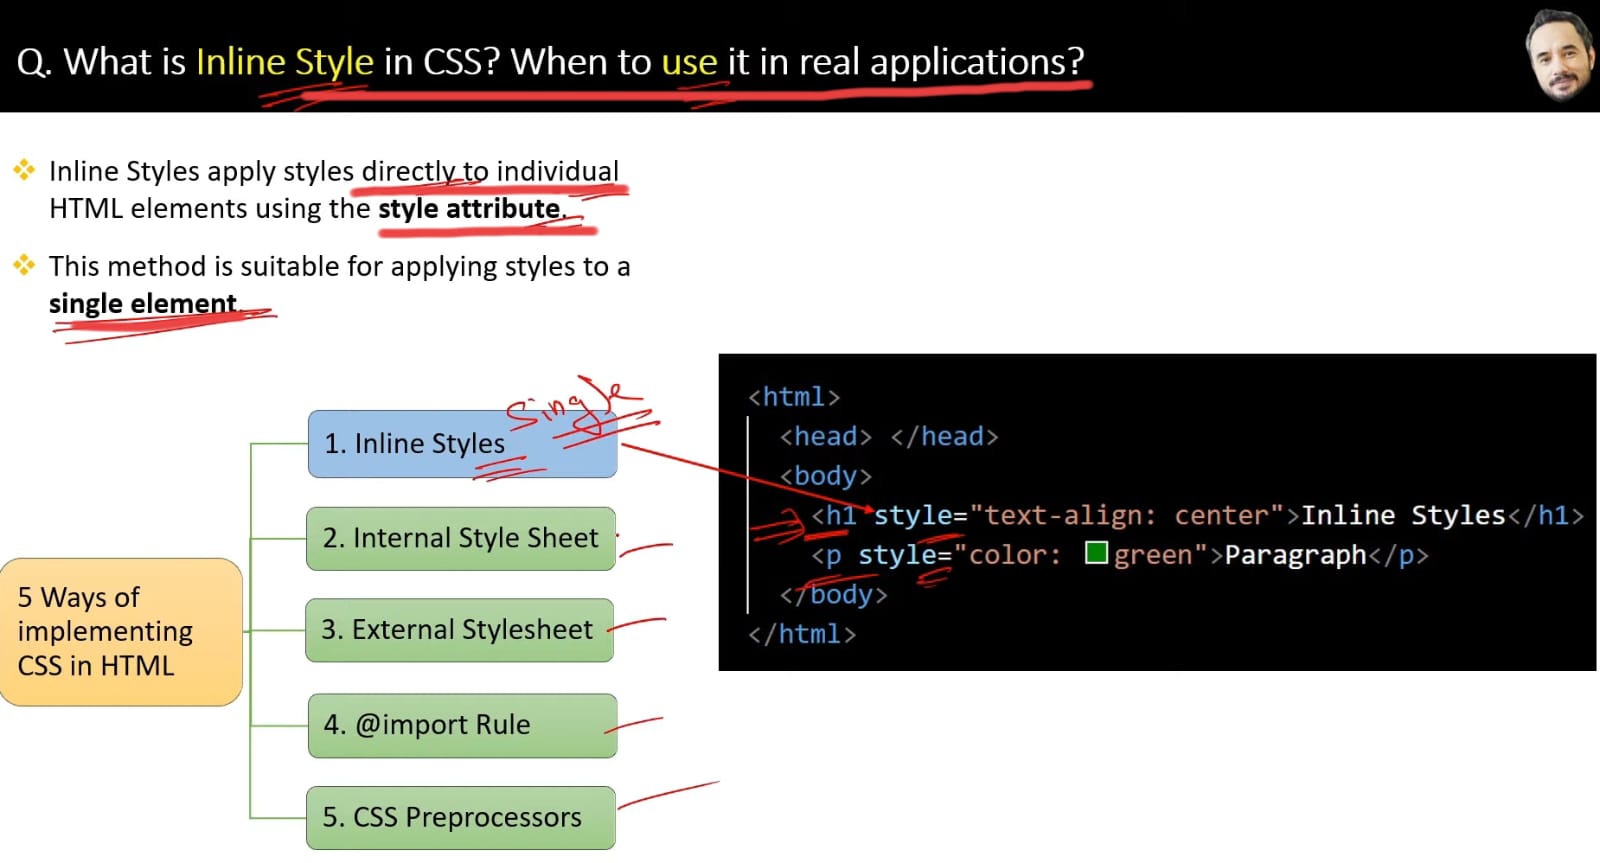 Q. What is Inline Style in CSS? When to use it in real applications?
Inline Styles apply styles directly to individual
HTML elements using the style attribute.
This method is suitable for applying styles to a
single element.
Single
1. Inline Styles
2. Internal Style Sheet
3. External Stylesheet
4. @import Rule
5. CSS Preprocessors
5 Ways of
implementing
CSS in HTML
<html>
<head> </head>
<body>
<h1 style="text-align: center">Inline Styles</h1>
<p style="color: green">Paragraph</p>
</body>
</html>